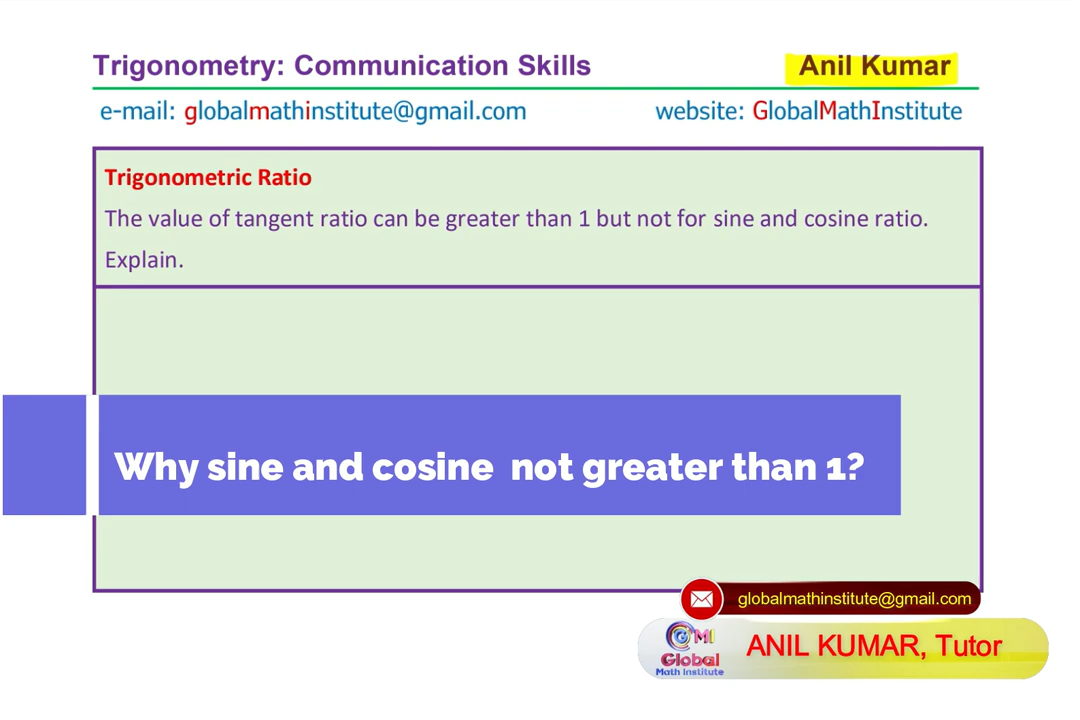 Trigonometry: Communication Skills
Anil Kumar
e-mail: globalmathinstitute@gmail.com
website: GlobalMathInstitute
Trigonometric Ratio
The value of tangent ratio can be greater than 1 but not for sine and cosine ratio.
Explain.
Why sine and cosine not greater than 1?
globalmathinstitute@gmail.com
GMI
Global
Math Institute
ANIL KUMAR, Tutor